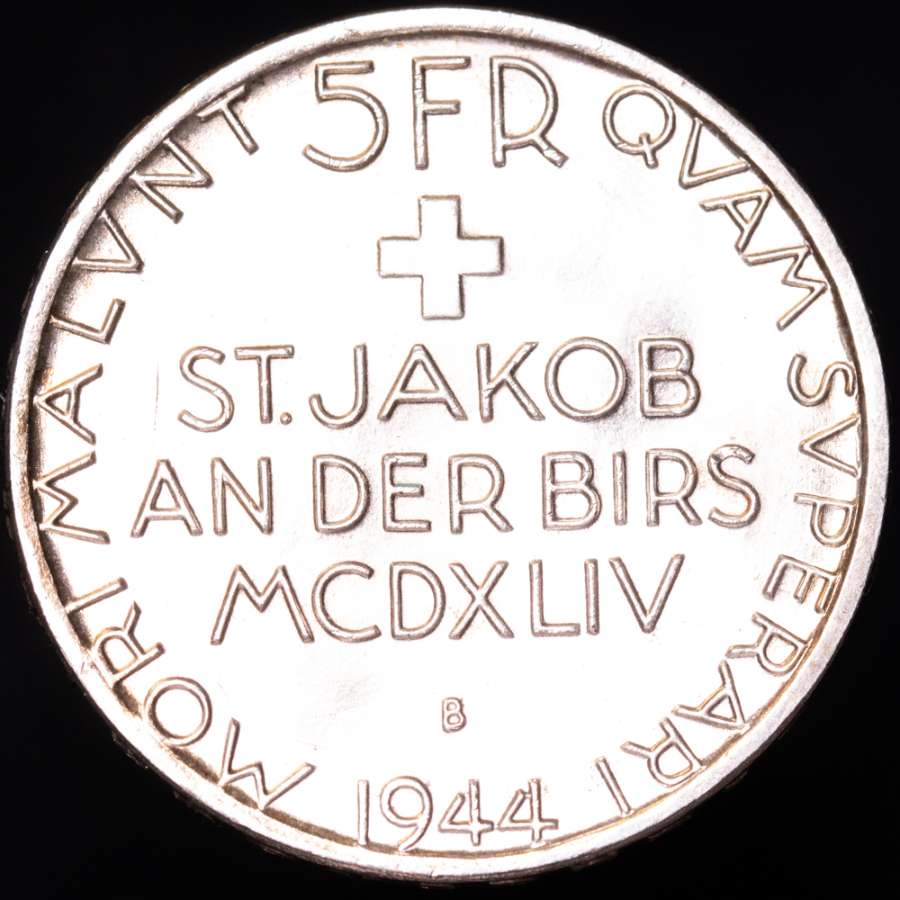 5FR
MORI MALVNT QVAM SVPERARI
ST. JAKOB
AN DER BIRS
MCDXLIV
B
1944